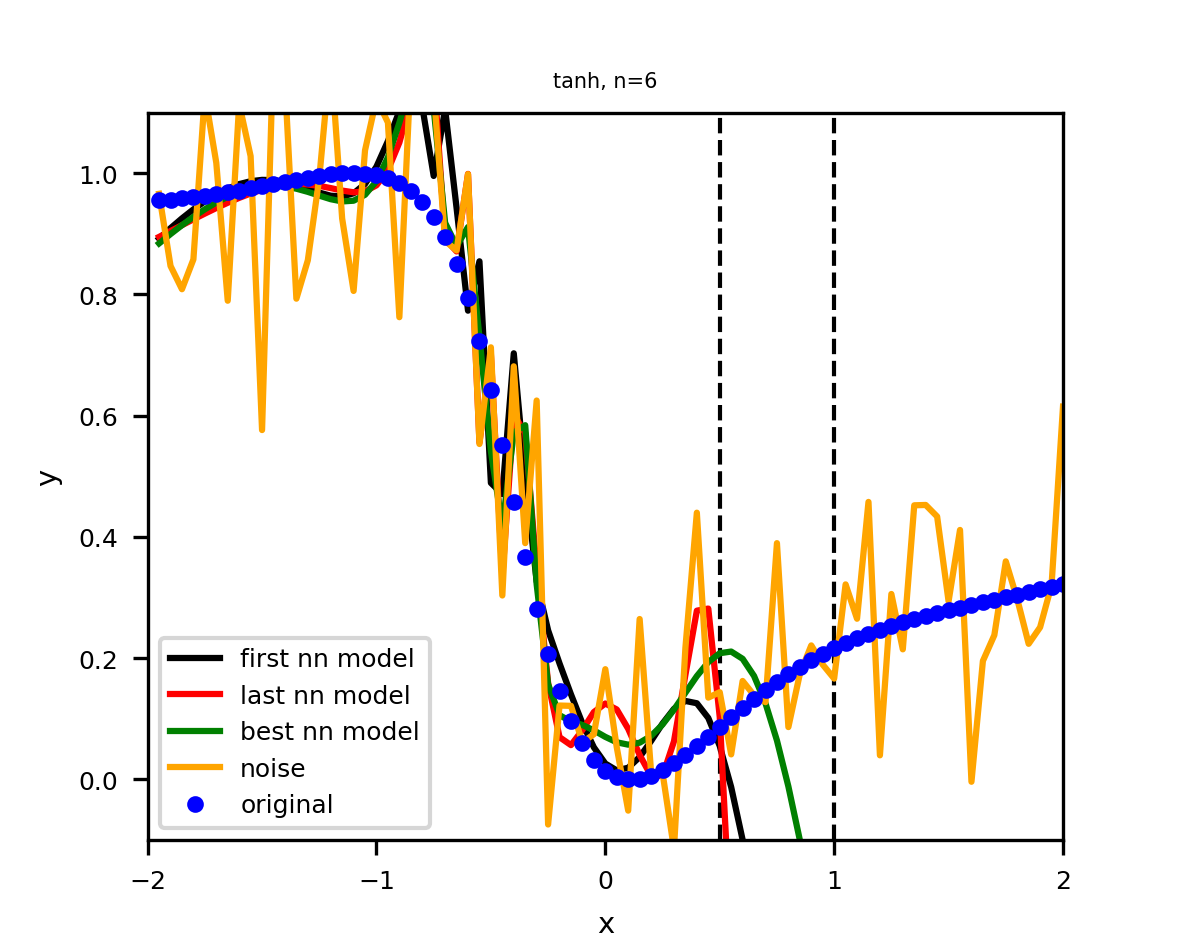 tanh, n=6
1.0
0.8
0.6
0.4
0.2
0.0
y
first nn model
last nn model
best nn model
noise
original
−2
−1
0
1
2
x